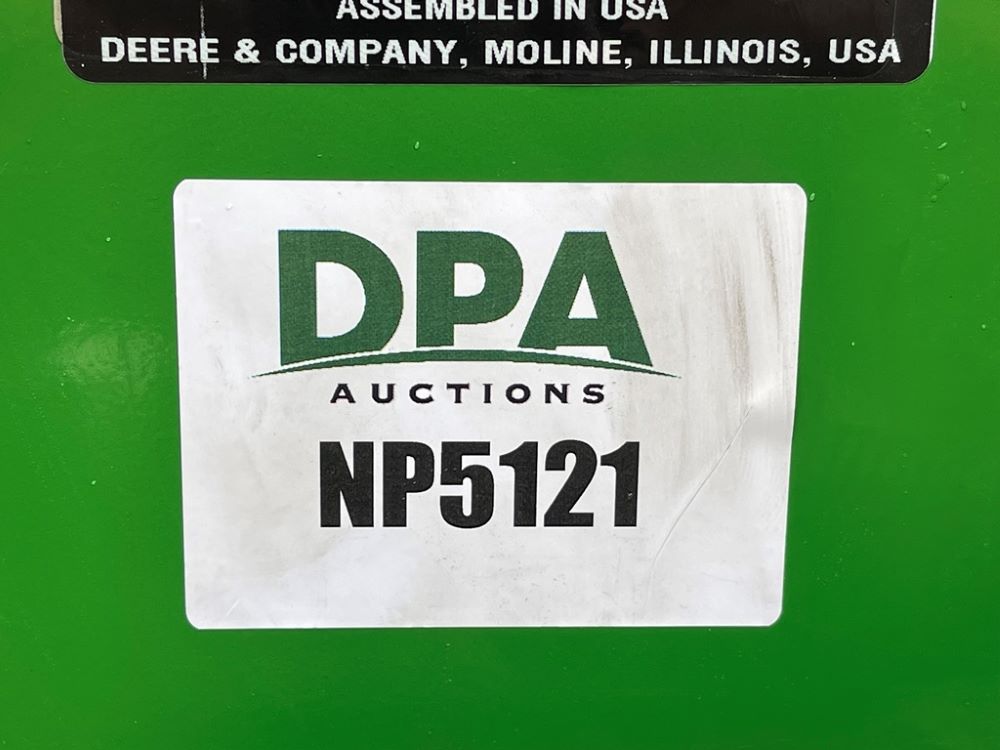 ASSEMBLED IN USA
DEERE & COMPANY, MOLINE, ILLINOIS, USA
DPA
AUCTIONS
NP5121